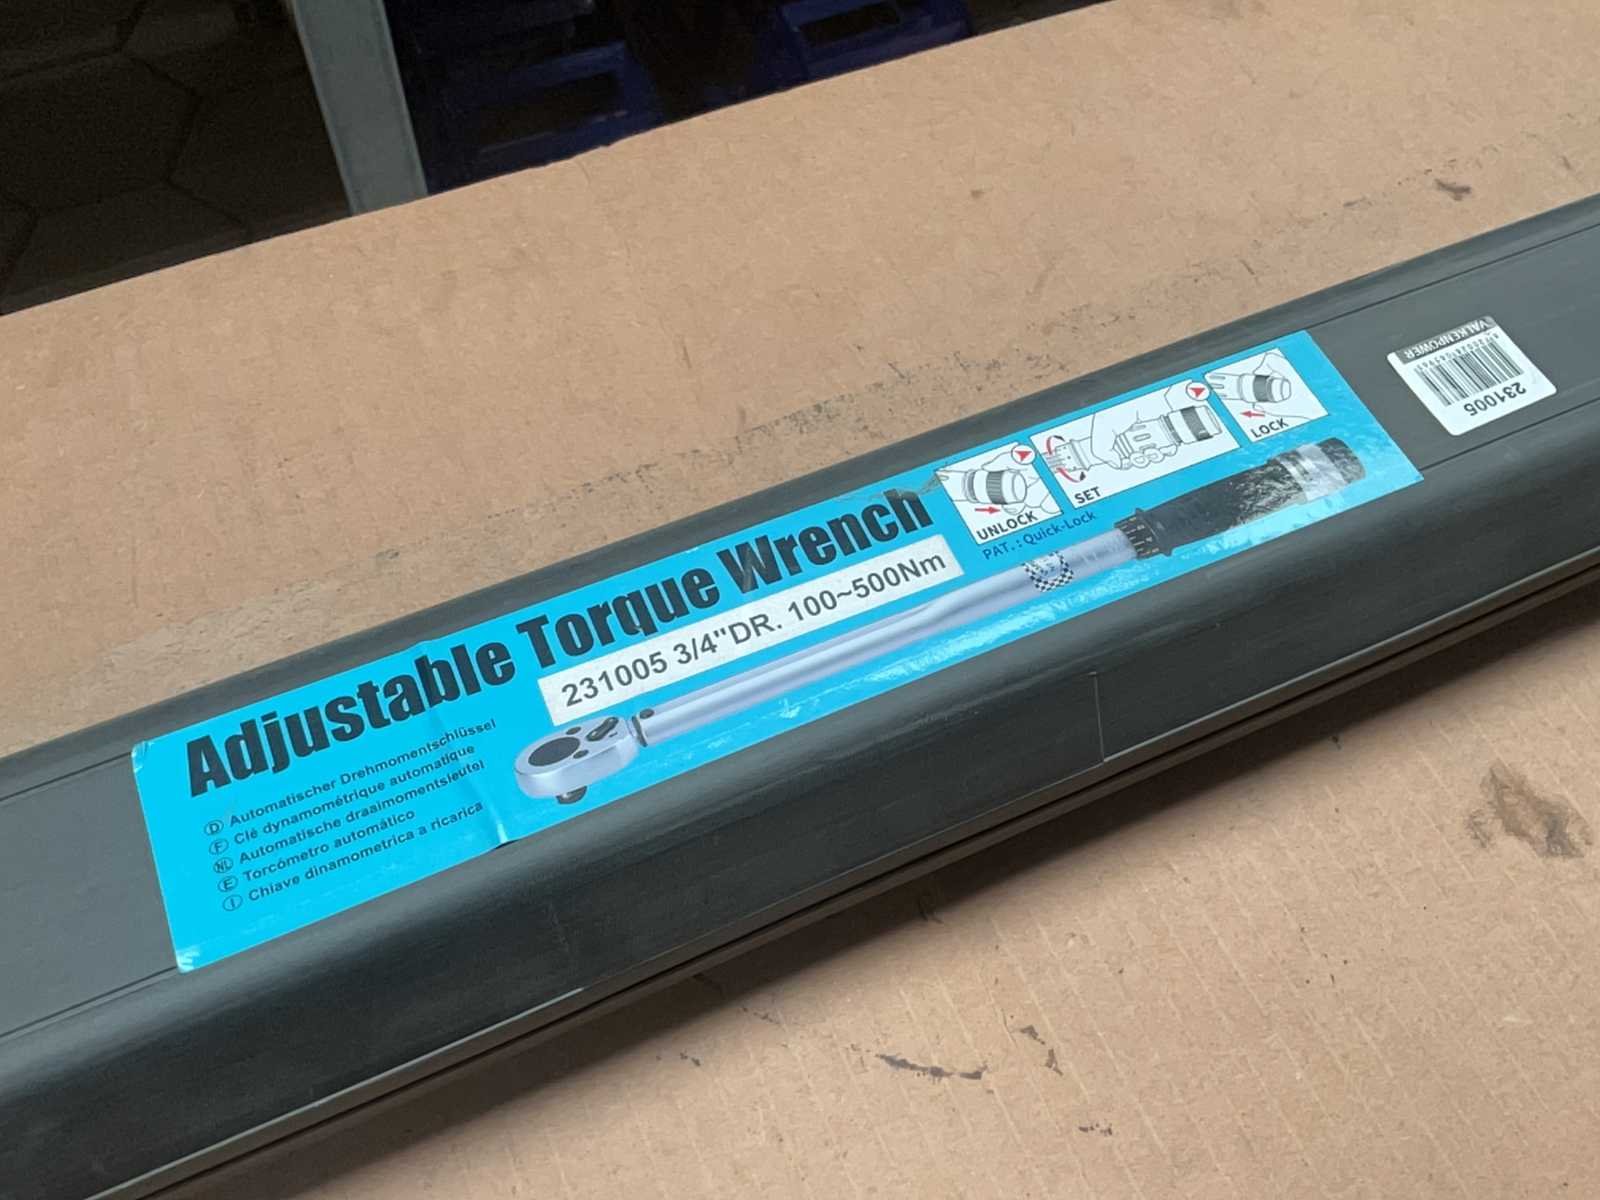 Adjustable Torque Wrench
231005 3/4"DR. 100~500Nm
D Automatischer Drehmomentschlüssel
F Clé dynamométrique automatique
NL Automatische draaimomentsleutel
E Torcómetro automático
I Chiave dinamometrica a ricarica
UNLOCK
SET
LOCK
PAT.: Quick-Lock
VALKENPOWER
231005